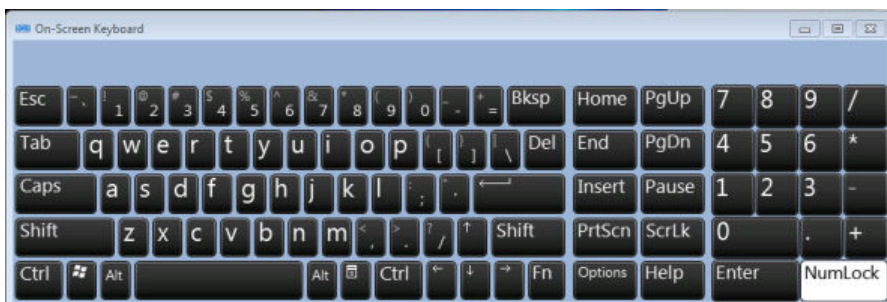 On-Screen Keyboard
Esc ~ ` ! 1 @ 2 # 3 $ 4 % 5 ^ 6 & 7 * 8 ( 9 ) 0 _ - + = Bksp Home PgUp 7 8 9 /
Tab q w e r t y u i o p { [ } ] | \ Del End PgDn 4 5 6 *
Caps a s d f g h j k l : ; " ' Insert Pause 1 2 3 -
Shift z x c v b n m < , > . ? / ↑ Shift PrtScn ScrLk 0 . +
Ctrl Alt Alt Ctrl ← ↓ → Fn Options Help Enter NumLock